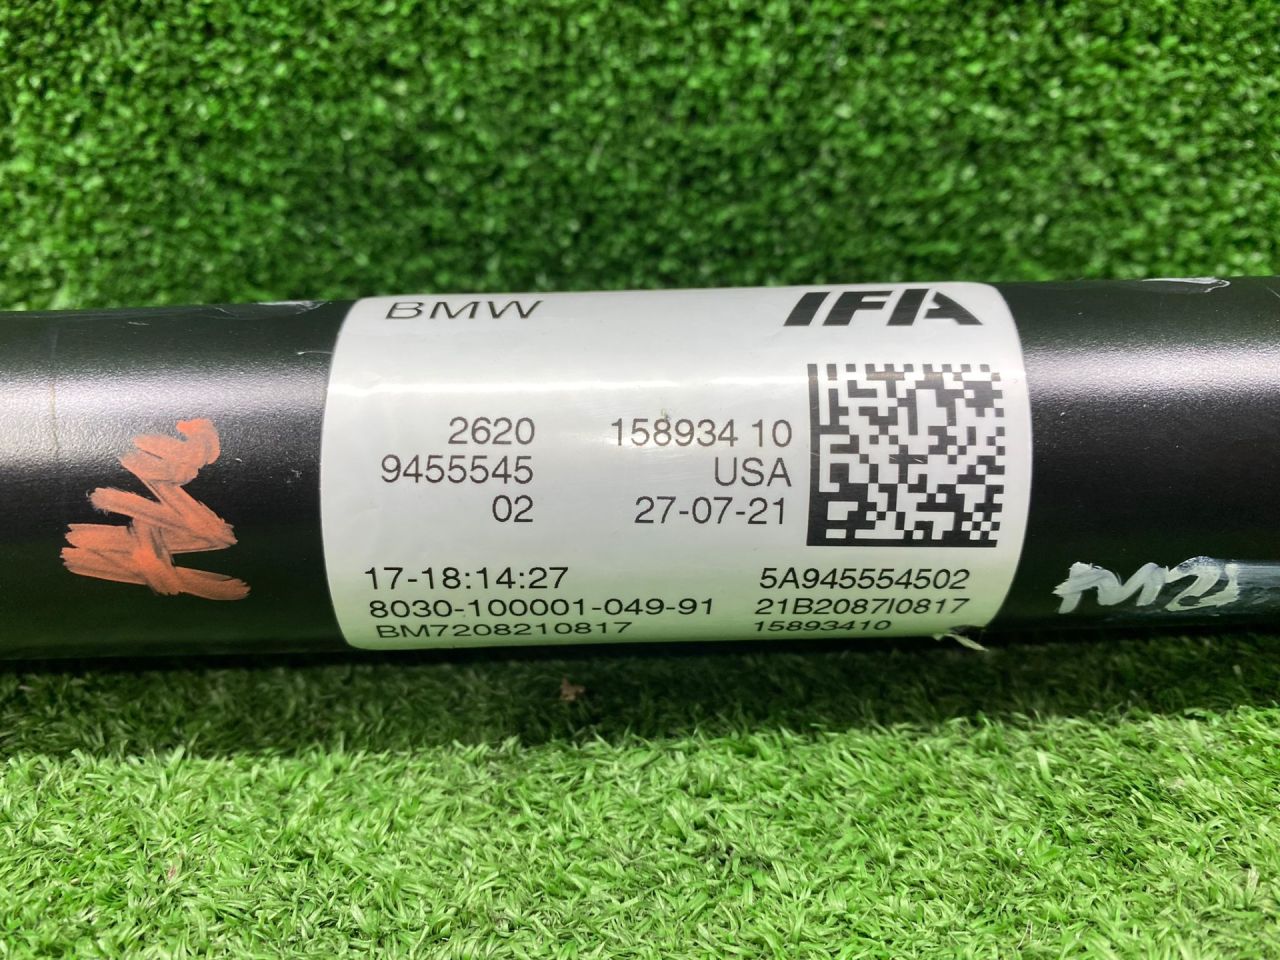 BMW IFA
2620 158934 10
9455545 USA
02 27-07-21
17-18:14:27 5A945554502
8030-100001-049-91 21B2087I0817
BM7208210817 15893410